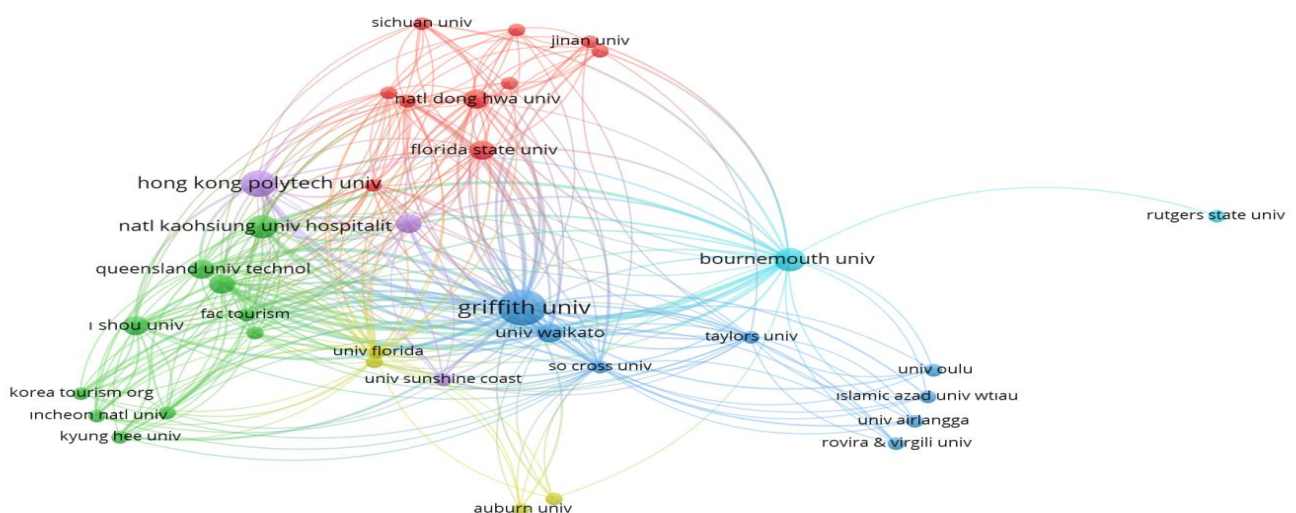 sichuan univ
jinan univ
natl dong hwa univ
florida state univ
hong kong polytech univ
rutgers state univ
natl kaohsiung univ hospitalit
bournemouth univ
queensland univ technol
griffith univ
fac tourism
ı shou univ
univ waikato
taylors univ
univ florida
so cross univ
univ oulu
univ sunshine coast
korea tourism org
ıslamic azad univ wtıau
ıncheon natl univ
univ airlangga
kyung hee univ
rovira & virgili univ
auburn univ